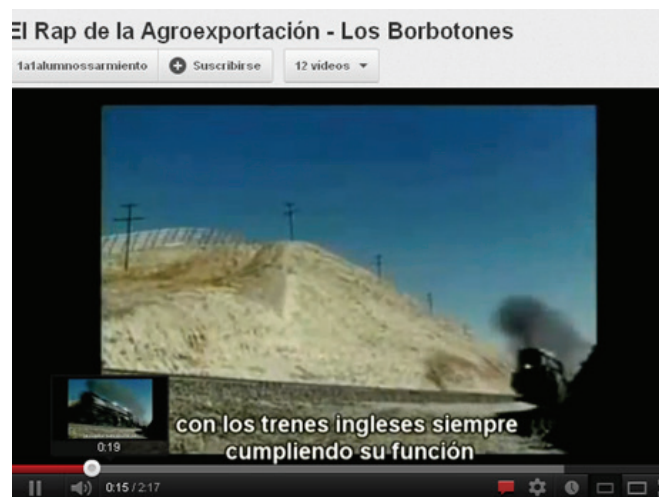 El Rap de la Agroexportación - Los Borbotones
1a1alumnossarmiento Suscribirse 12 vídeos
con los trenes ingleses siempre
cumpliendo su función
0:19
0:15 / 2:17